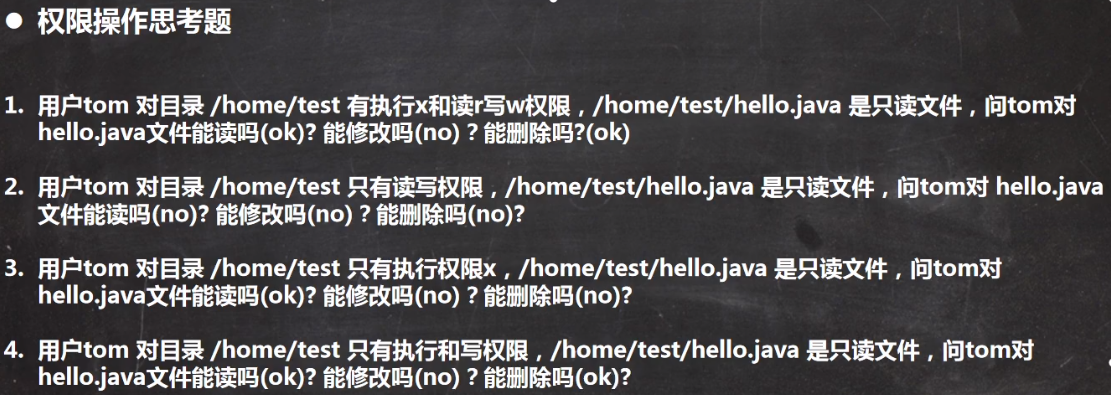 ● 权限操作思考题
1. 用户tom 对目录 /home/test 有执行x和读r写w权限，/home/test/hello.java 是只读文件，问tom对
hello.java文件能读吗(ok)? 能修改吗(no)？能删除吗?(ok)
2. 用户tom 对目录 /home/test 只有读写权限，/home/test/hello.java 是只读文件，问tom对 hello.java
文件能读吗(no)? 能修改吗(no)？能删除吗(no)?
3. 用户tom 对目录 /home/test 只有执行权限x，/home/test/hello.java 是只读文件，问tom对
hello.java文件能读吗(ok)? 能修改吗(no)？能删除吗(no)?
4. 用户tom 对目录 /home/test 只有执行和写权限，/home/test/hello.java 是只读文件，问tom对
hello.java文件能读吗(ok)? 能修改吗(no)？能删除吗(ok)?